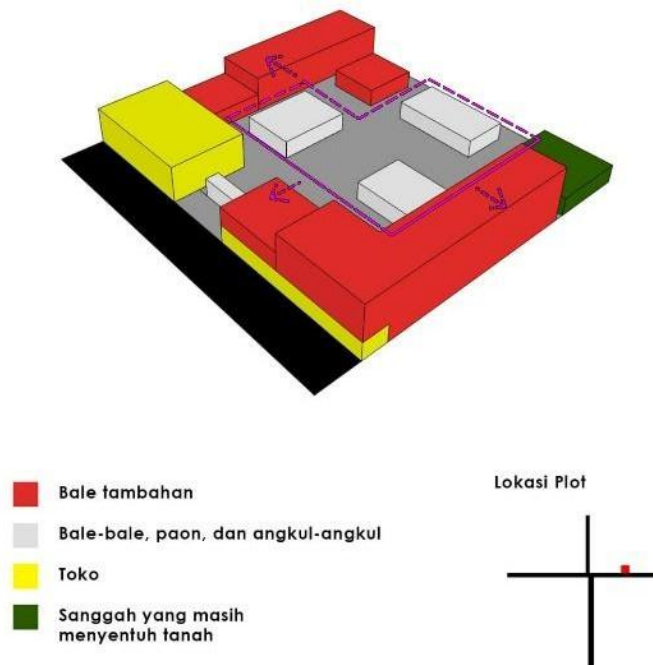 Bale tambahan
Lokasi Plot
Bale-bale, paon, dan angkul-angkul
Toko
Sanggah yang masih
menyentuh tanah